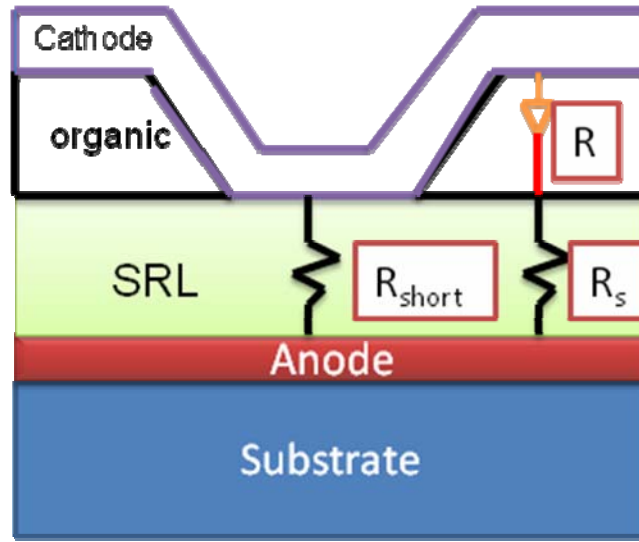 Cathode
organic
R
SRL
Rshort
Rs
Anode
Substrate